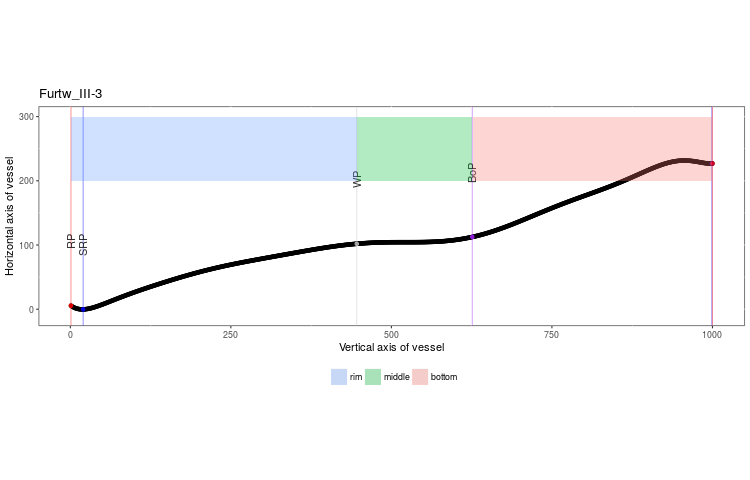 Furtw_III-3
Horizontal axis of vessel
300
200
100
0
RP
SRP
WP
BoP
0
250
500
750
1000
Vertical axis of vessel
rim
middle
bottom